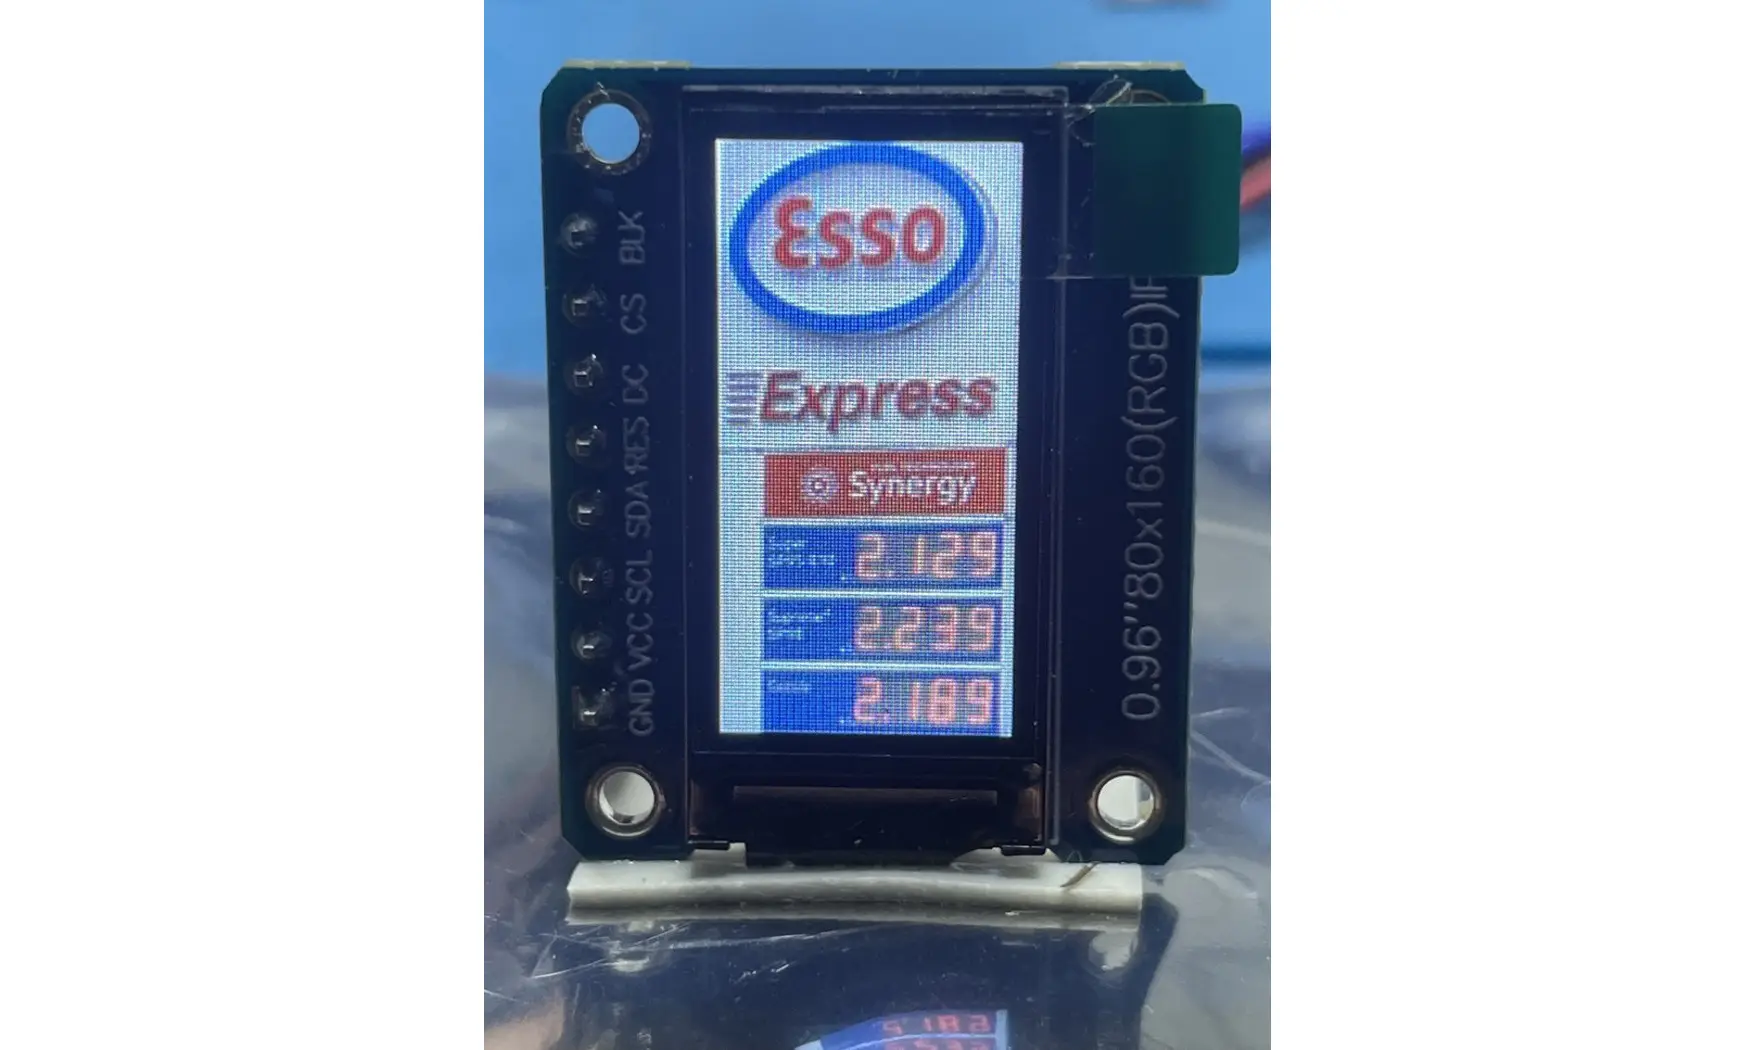 Esso
Express
Synergy
2.129
2.239
2.189
BLK
CS
DC
RES
SDA
SCL
VCC
GND
0.96"80x160(RGB)